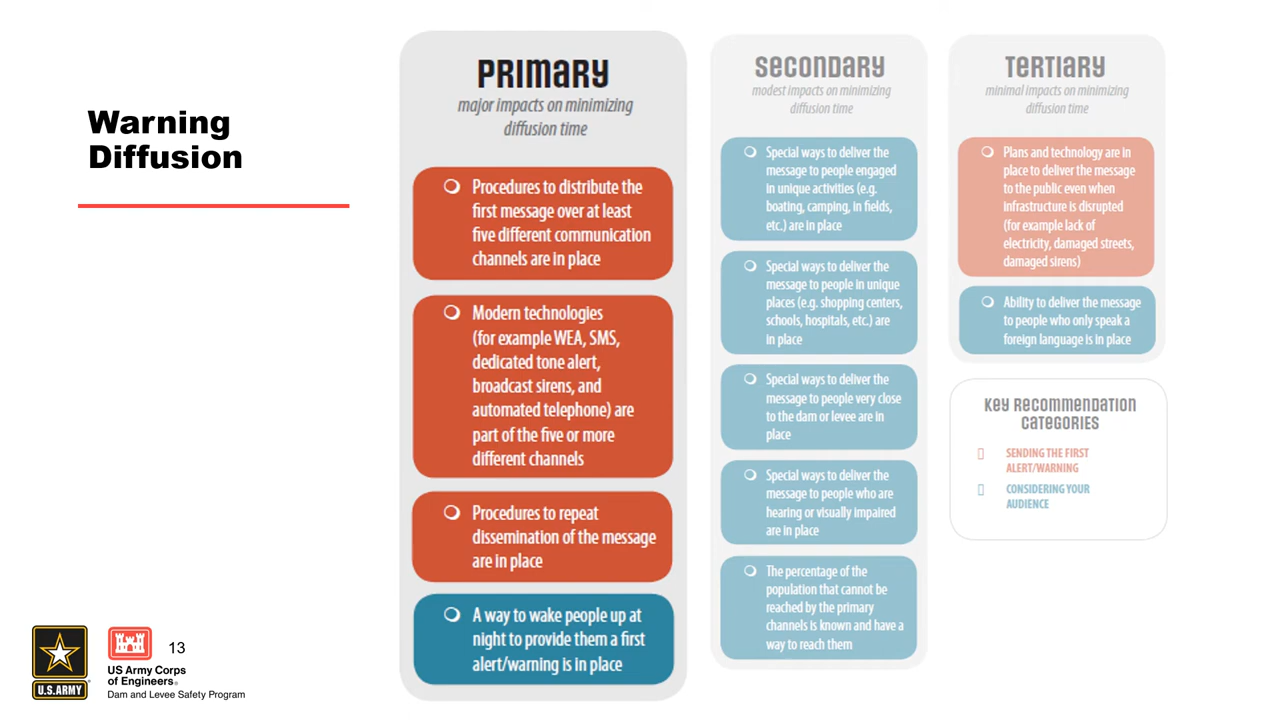 Warning
Diffusion
PRIMARY
major impacts on minimizing
diffusion time
Procedures to distribute the
first message over at least
five different communication
channels are in place
Modern technologies
(for example WEA, SMS,
dedicated tone alert,
broadcast sirens, and
automated telephone) are
part of the five or more
different channels
Procedures to repeat
dissemination of the message
are in place
A way to wake people up at
night to provide them a first
alert/warning is in place
SECONDARY
modest impacts on minimizing
diffusion time
Special ways to deliver the
message to people engaged
in unique activities (e.g.
boating, camping, in fields,
etc.) are in place
Special ways to deliver the
message to people in unique
places (e.g. shopping centers,
schools, hospitals, etc.) are
in place
Special ways to deliver the
message to people very close
to the dam or levee are in
place
Special ways to deliver the
message to people who are
hearing or visually impaired
are in place
The percentage of the
population that cannot be
reached by the primary
channels is known and have a
way to reach them
TERTIARY
minimal impacts on minimizing
diffusion time
Plans and technology are in
place to deliver the message
to the public even when
infrastructure is disrupted
(for example lack of
electricity, damaged streets,
damaged sirens)
Ability to deliver the message
to people who only speak a
foreign language is in place
Key Recommendation
Categories
SENDING THE FIRST
ALERT/WARNING
CONSIDERING YOUR
AUDIENCE
U.S.ARMY
13
US Army Corps
of Engineers®
Dam and Levee Safety Program